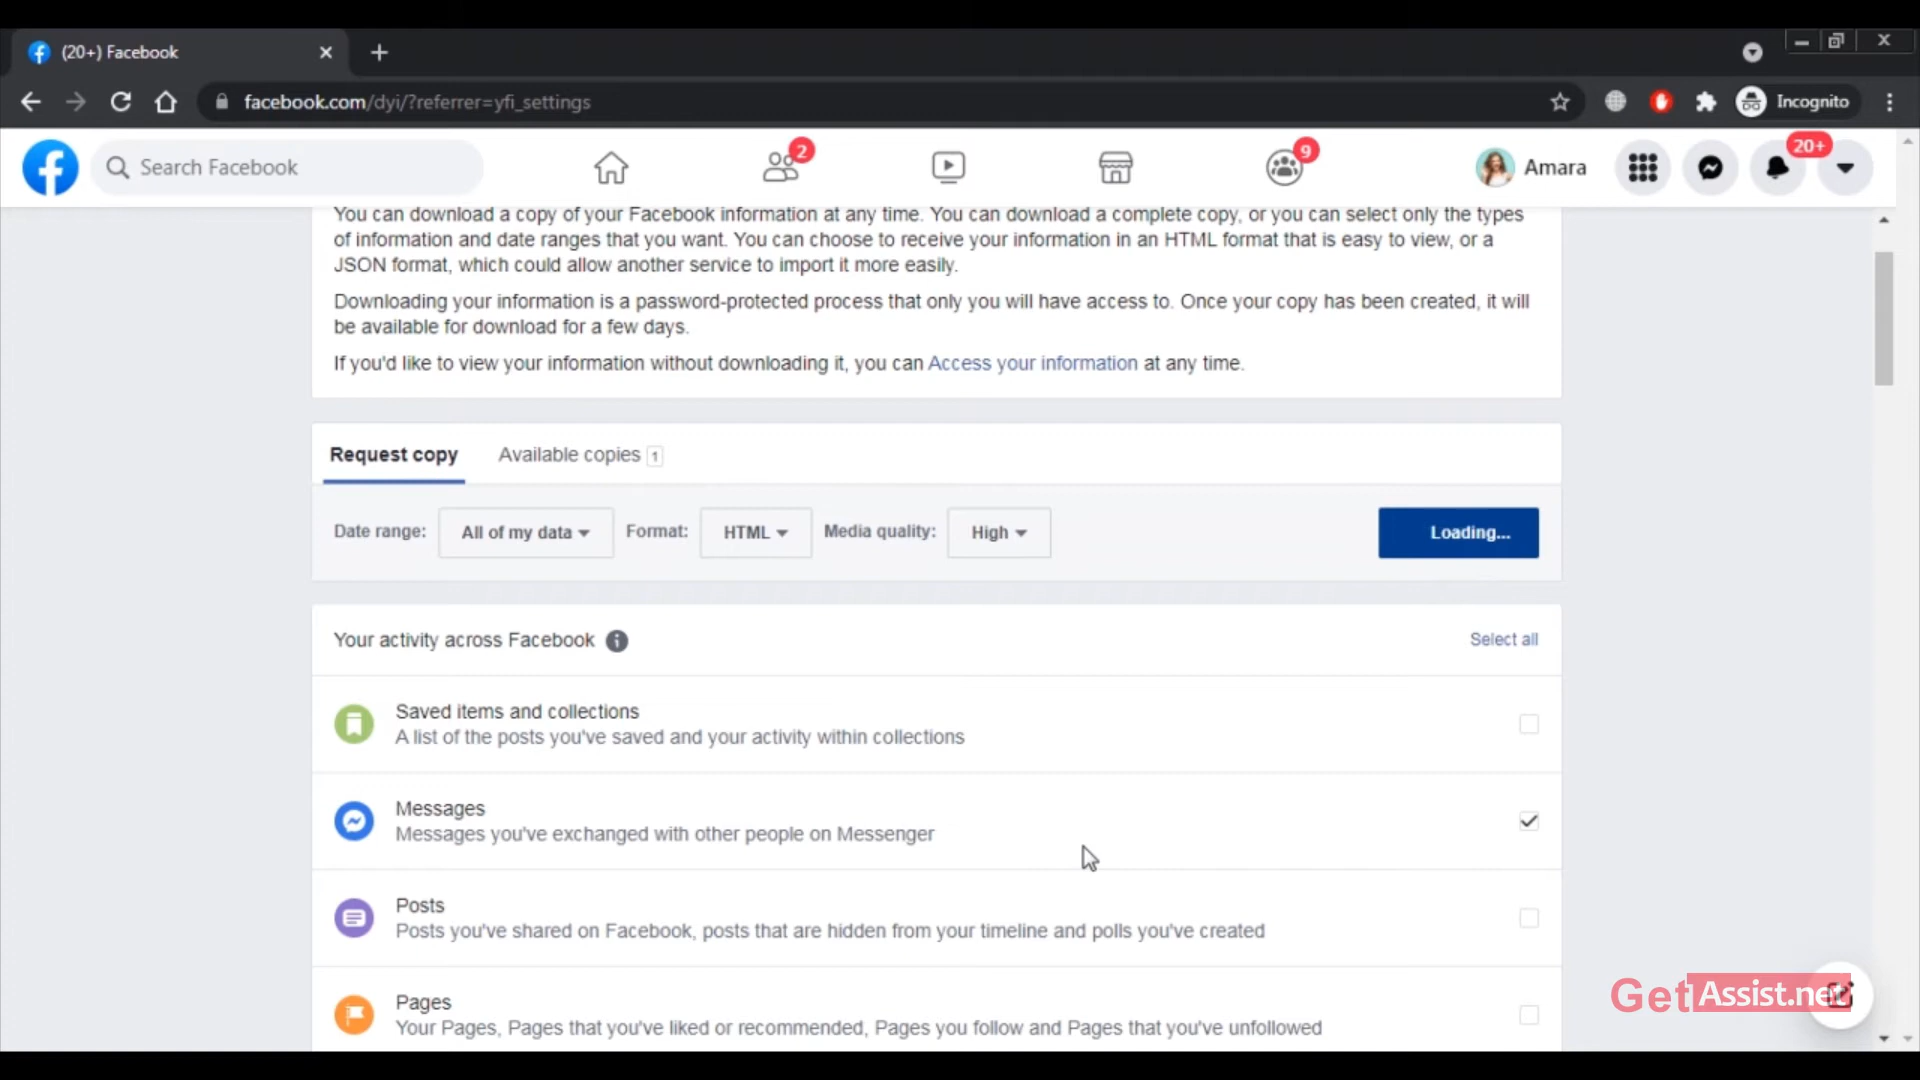 (20+) Facebook
facebook.com/dyi/?referrer=yfi_settings
Incognito
Search Facebook
2
9
Amara
20+
You can download a copy of your Facebook information at any time. You can download a complete copy, or you can select only the types
of information and date ranges that you want. You can choose to receive your information in an HTML format that is easy to view, or a
JSON format, which could allow another service to import it more easily.
Downloading your information is a password-protected process that only you will have access to. Once your copy has been created, it will
be available for download for a few days.
If you'd like to view your information without downloading it, you can Access your information at any time.
Request copy
Available copies 1
Date range: All of my data Format: HTML Media quality: High
Loading...
Your activity across Facebook
Select all
Saved items and collections
A list of the posts you've saved and your activity within collections
Messages
Messages you've exchanged with other people on Messenger
Posts
Posts you've shared on Facebook, posts that are hidden from your timeline and polls you've created
Pages
Your Pages, Pages that you've liked or recommended, Pages you follow and Pages that you've unfollowed
GetAssist.net